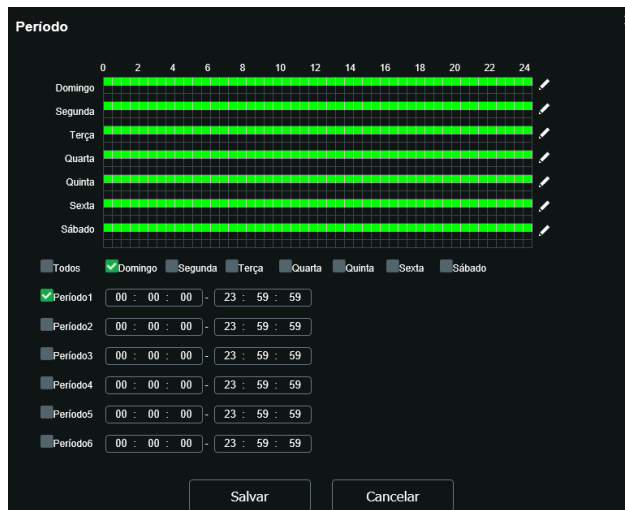 Período
0 2 4 6 8 10 12 14 16 18 20 22 24
Domingo
Segunda
Terça
Quarta
Quinta
Sexta
Sábado
Todos Domingo Segunda Terça Quarta Quinta Sexta Sábado
Período1 00 : 00 : 00 - 23 : 59 : 59
Período2 00 : 00 : 00 - 23 : 59 : 59
Período3 00 : 00 : 00 - 23 : 59 : 59
Período4 00 : 00 : 00 - 23 : 59 : 59
Período5 00 : 00 : 00 - 23 : 59 : 59
Período6 00 : 00 : 00 - 23 : 59 : 59
Salvar Cancelar